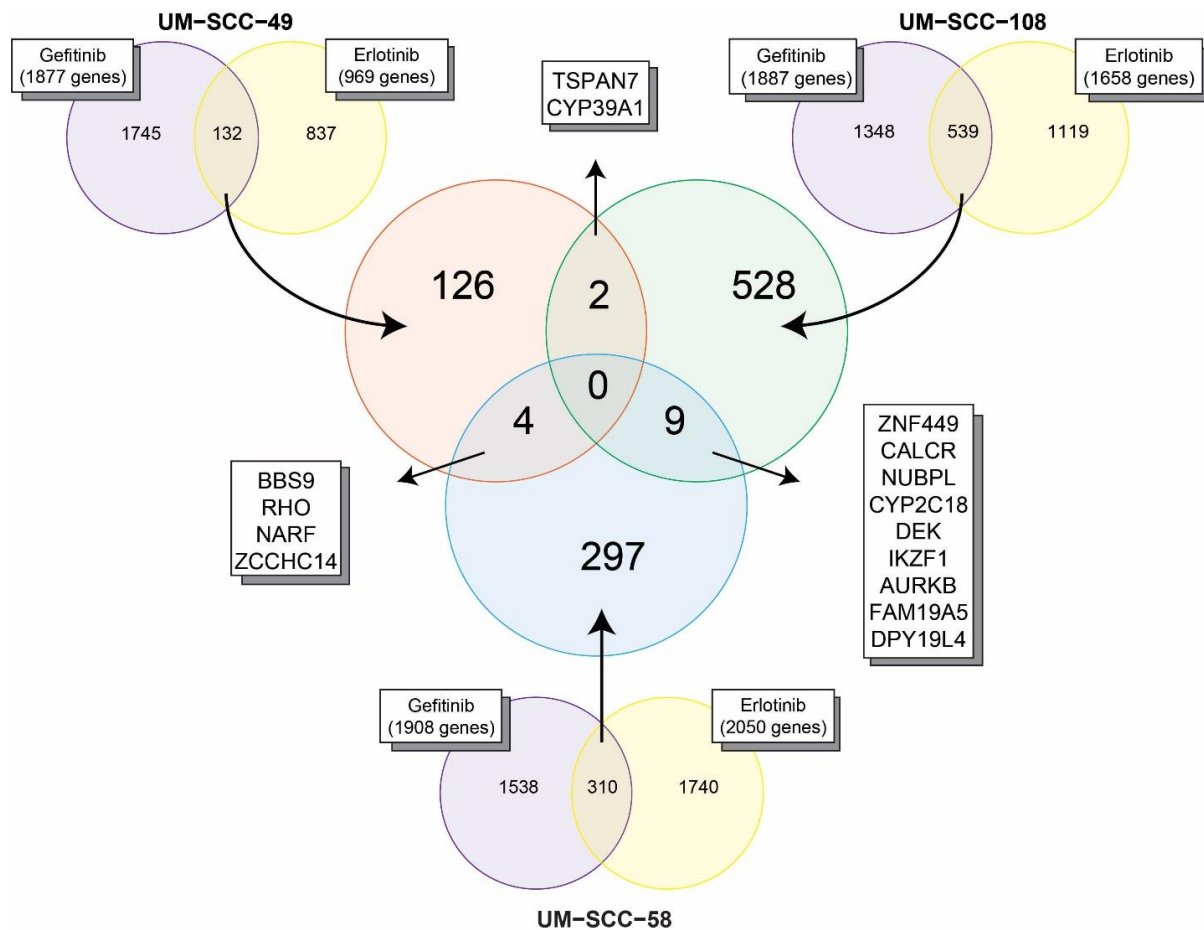 UM-SCC-49
Gefitinib
(1877 genes)
Erlotinib
(969 genes)
1745
132
837
UM-SCC-108
Gefitinib
(1887 genes)
Erlotinib
(1658 genes)
1348
539
1119
TSPAN7
CYP39A1
126
2
528
0
4
9
297
BBS9
RHO
NARF
ZCCHC14
ZNF449
CALCR
NUBPL
CYP2C18
DEK
IKZF1
AURKB
FAM19A5
DPY19L4
Gefitinib
(1908 genes)
Erlotinib
(2050 genes)
1538
310
1740
UM-SCC-58